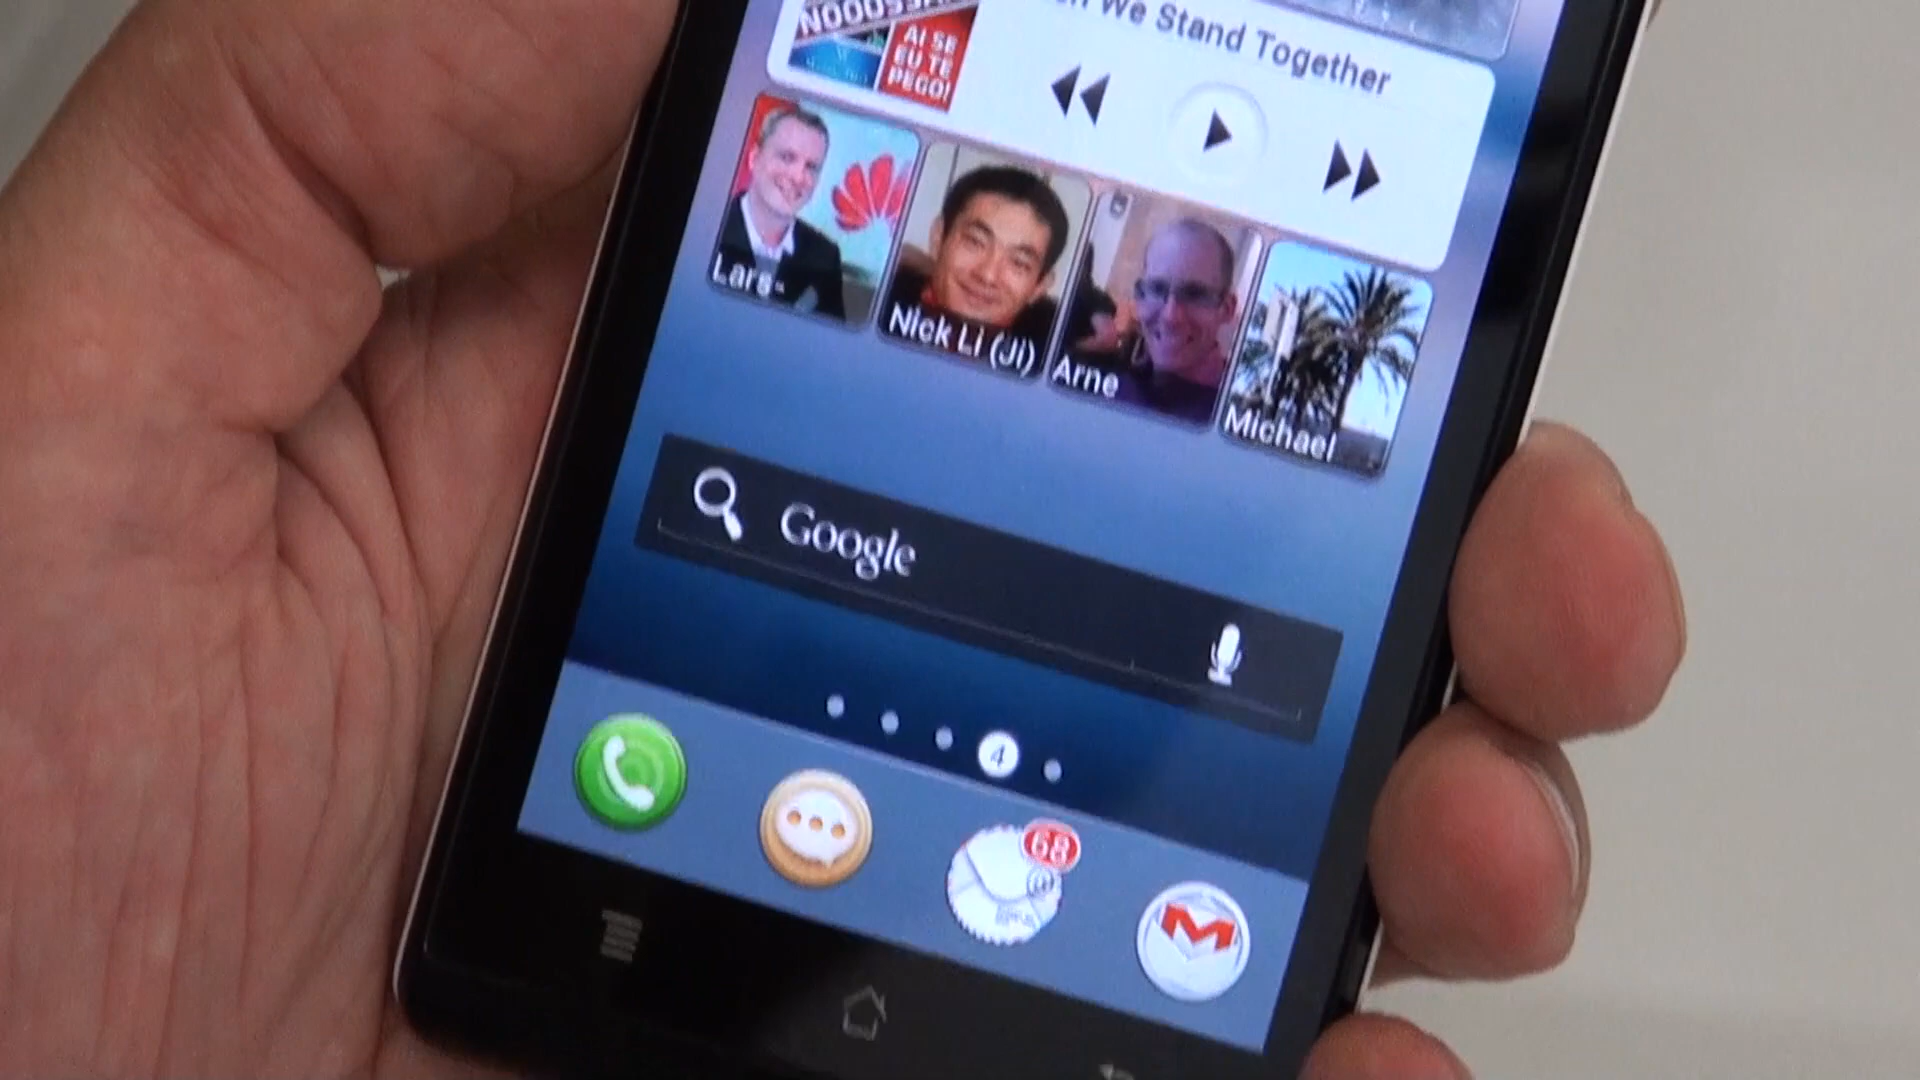 We Stand Together
AI SE
EU TE
PEGO!
Lars-
Nick Li (Ji)
Arne
Michael
Google
4
68